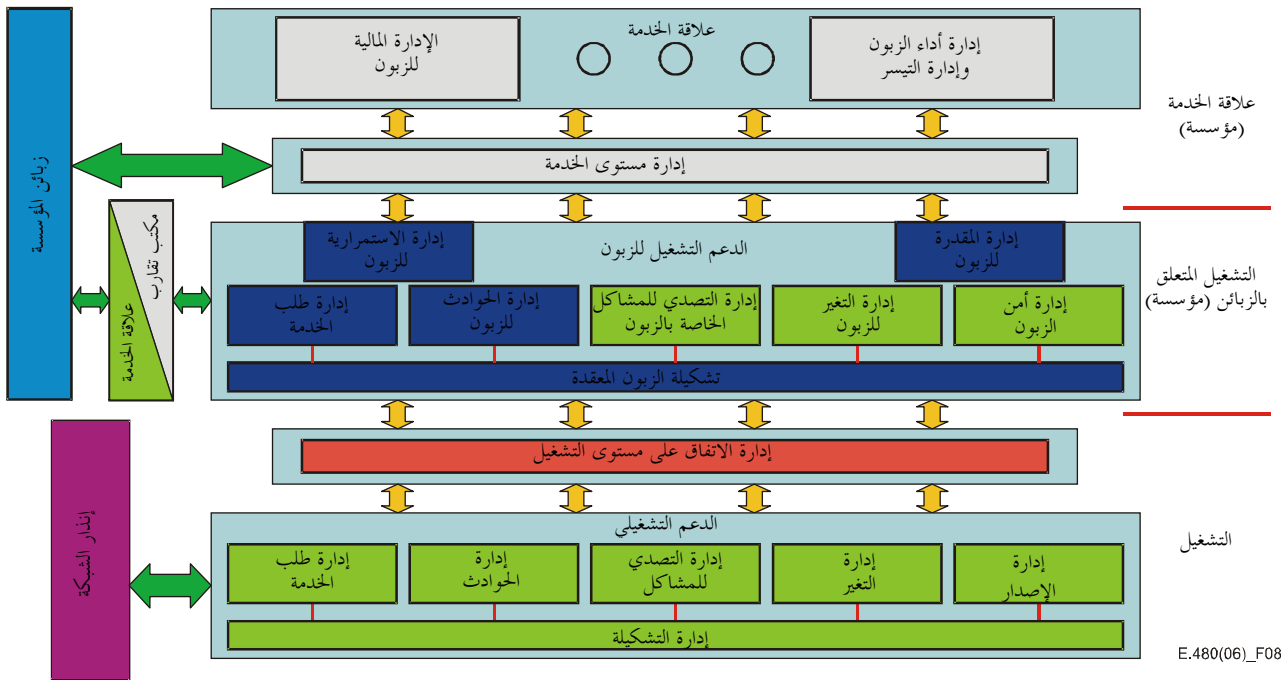 علاقة الخدمة
إدارة أداء الزبون
وإدارة التيسر
الإدارة المالية
للزبون
علاقة الخدمة
(مؤسسة)
إدارة مستوى الخدمة
زبائن المؤسسة
مكتب تقارب
علاقة الخدمة
الدعم التشغيل للزبون
إدارة المقدرة
للزبون
إدارة الاستمرارية
للزبون
التشغيل المتعلق
بالزبائن (مؤسسة)
إدارة أمن
الزبون
إدارة التغير
للزبون
إدارة التصدي للمشاكل
الخاصة بالزبون
إدارة الحوادث
للزبون
إدارة طلب
الخدمة
تشكيلة الزبون المعقدة
إدارة الاتفاق على مستوى التشغيل
إنذار الشبكة
الدعم التشغيلي
التشغيل
إدارة
الإصدار
إدارة
التغير
إدارة التصدي
للمشاكل
إدارة
الحوادث
إدارة طلب
الخدمة
إدارة التشكيلة
E.480(06)_F08